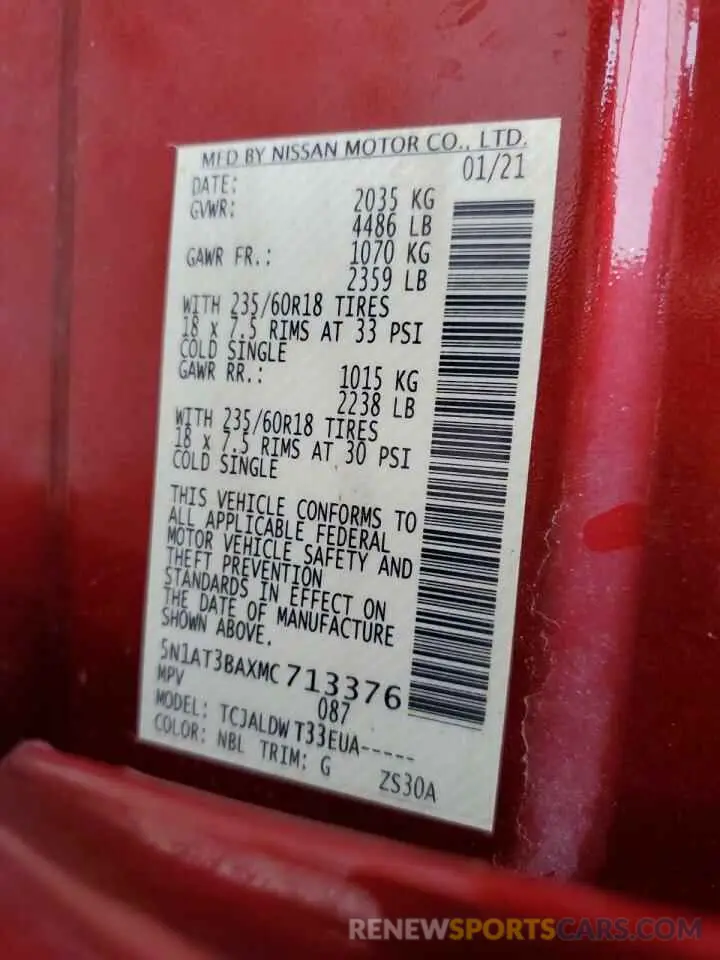 MFD BY NISSAN MOTOR CO., LTD.
DATE: 01/21
GVWR: 2035 KG
4486 LB
GAWR FR.: 1070 KG
2359 LB
WITH 235/60R18 TIRES
18 x 7.5 RIMS AT 33 PSI
COLD SINGLE
GAWR RR.: 1015 KG
2238 LB
WITH 235/60R18 TIRES
18 x 7.5 RIMS AT 30 PSI
COLD SINGLE
THIS VEHICLE CONFORMS TO
ALL APPLICABLE FEDERAL
MOTOR VEHICLE SAFETY AND
THEFT PREVENTION
STANDARDS IN EFFECT ON
THE DATE OF MANUFACTURE
SHOWN ABOVE.
5N1AT3BAXMC713376
MPV 087
MODEL: TCJALDW T33EUA-----
COLOR: NBL TRIM: G ZS30A
RENEWSPORTSCARS.COM